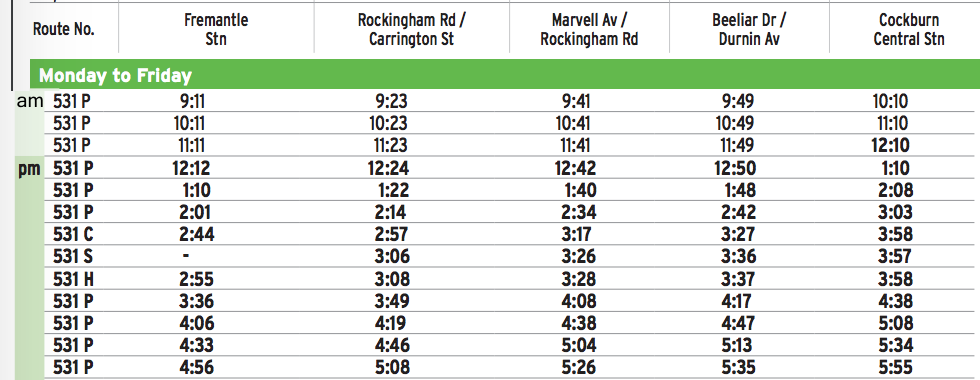 Route No. Fremantle Stn Rockingham Rd / Carrington St Marvell Av / Rockingham Rd Beeliar Dr / Durnin Av Cockburn Central Stn
Monday to Friday
am 531 P 9:11 9:23 9:41 9:49 10:10
531 P 10:11 10:23 10:41 10:49 11:10
531 P 11:11 11:23 11:41 11:49 12:10
pm 531 P 12:12 12:24 12:42 12:50 1:10
531 P 1:10 1:22 1:40 1:48 2:08
531 P 2:01 2:14 2:34 2:42 3:03
531 C 2:44 2:57 3:17 3:27 3:58
531 S - 3:06 3:26 3:36 3:57
531 H 2:55 3:08 3:28 3:37 3:58
531 P 3:36 3:49 4:08 4:17 4:38
531 P 4:06 4:19 4:38 4:47 5:08
531 P 4:33 4:46 5:04 5:13 5:34
531 P 4:56 5:08 5:26 5:35 5:55